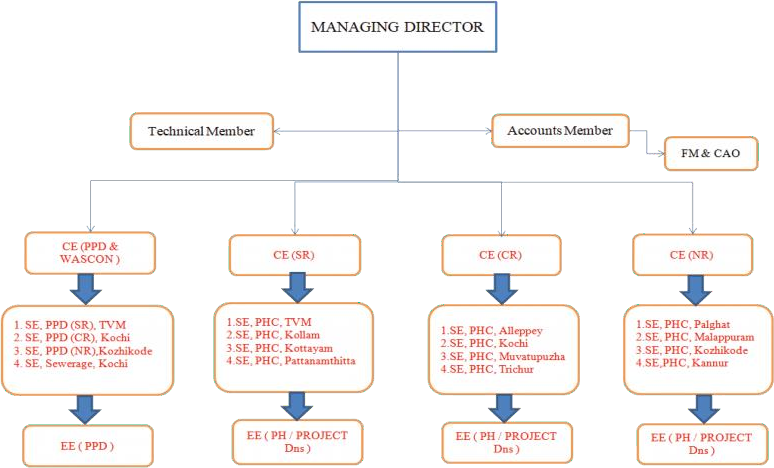 MANAGING DIRECTOR
Technical Member
Accounts Member
FM & CAO
CE (PPD &
WASCON )
CE (SR)
CE (CR)
CE (NR)
1.SE, PPD (SR), TVM
2.SE, PPD (CR), Kochi
3.SE, PPD (NR),Kozhikode
4.SE, Sewerage, Kochi
1.SE, PHC, TVM
2.SE, PHC, Kollam
3.SE, PHC, Kottayam
4.SE, PHC, Pattanamthitta
1.SE, PHC, Alleppey
2.SE, PHC, Kochi
3.SE, PHC, Muvatupuzha
4.SE, PHC, Trichur
1.SE, PHC, Palghat
2.SE, PHC, Malappuram
3.SE, PHC, Kozhikode
4.SE,PHC, Kannur
EE ( PPD )
EE ( PH / PROJECT
Dns )
EE ( PH / PROJECT
Dns )
EE ( PH / PROJECT
Dns )